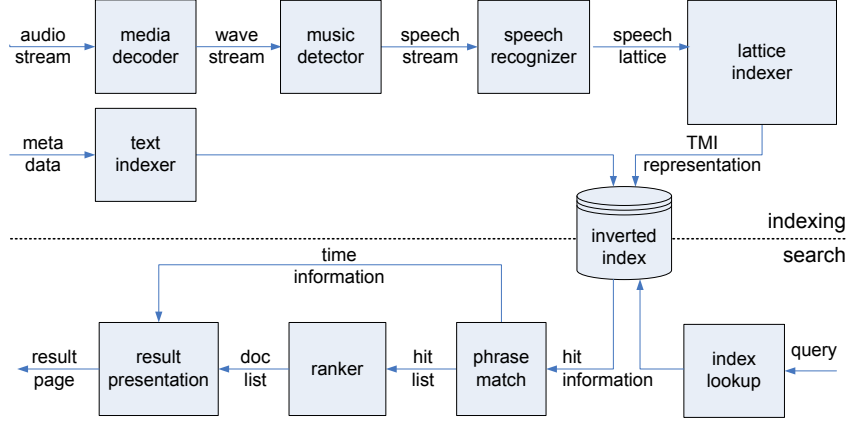 audio
stream
media
decoder
wave
stream
music
detector
speech
stream
speech
recognizer
speech
lattice
lattice
indexer
meta
data
text
indexer
TMI
representation
inverted
index
indexing
search
time
information
result
page
result
presentation
doc
list
ranker
hit
list
phrase
match
hit
information
index
lookup
query